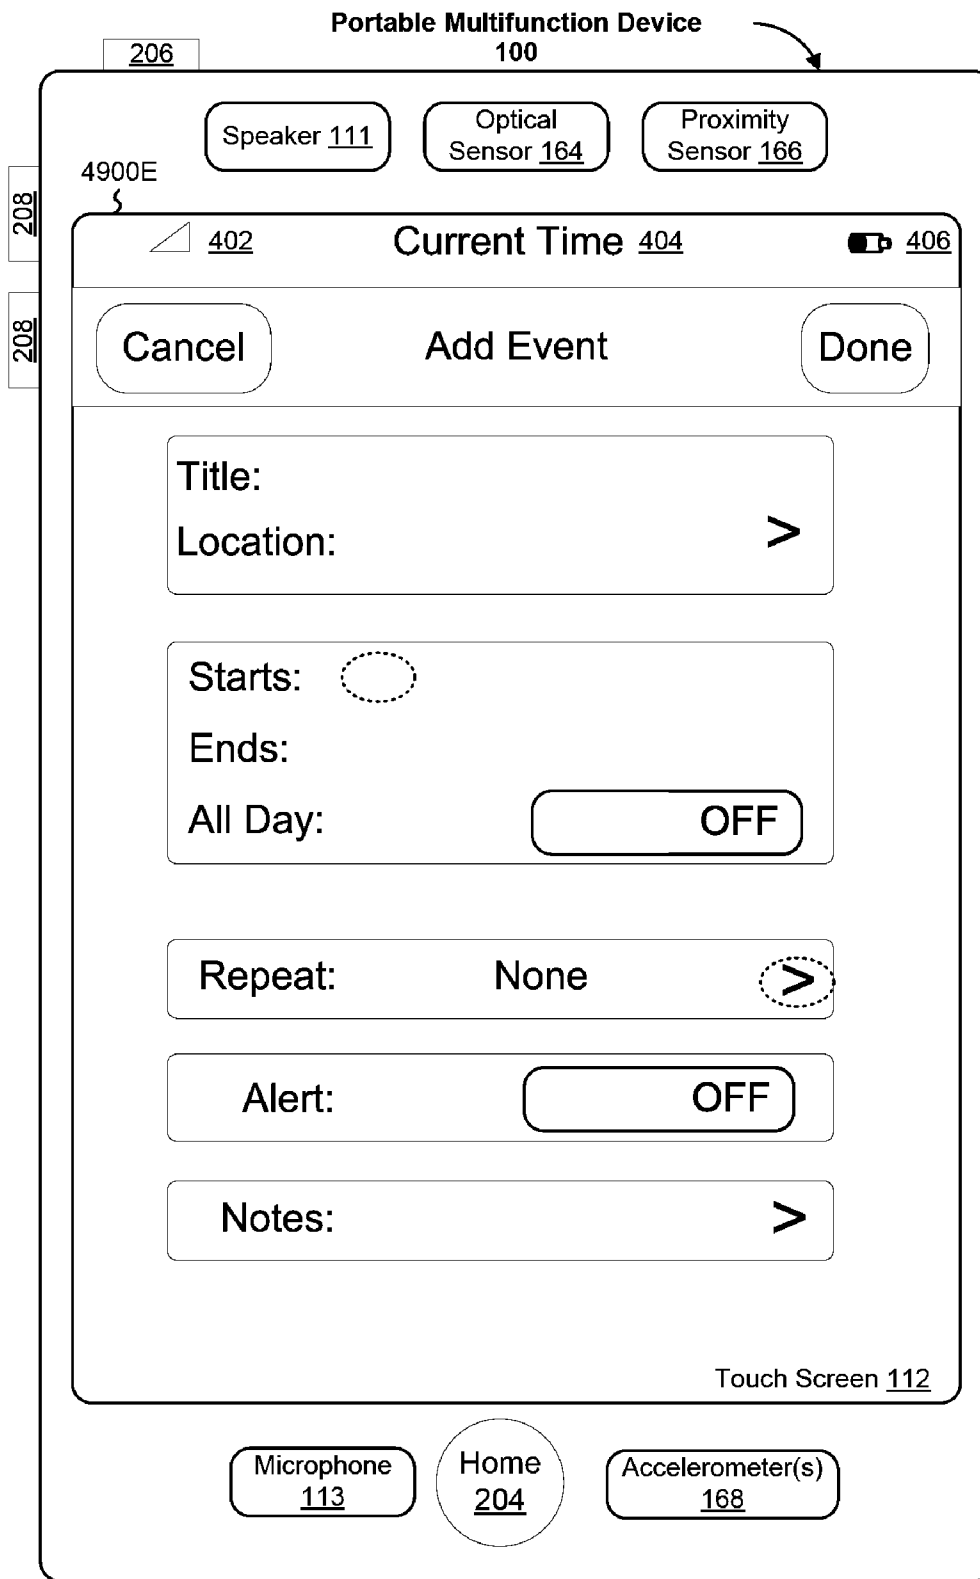 Portable Multifunction Device
100
206
Speaker 111
Optical
Sensor 164
Proximity
Sensor 166
4900E
208
208
402
Current Time 404
406
Cancel
Add Event
Done
Title:
Location:
>
Starts:
Ends:
All Day:
OFF
Repeat:
None
>
Alert:
OFF
Notes:
>
Touch Screen 112
Microphone
113
Home
204
Accelerometer(s)
168